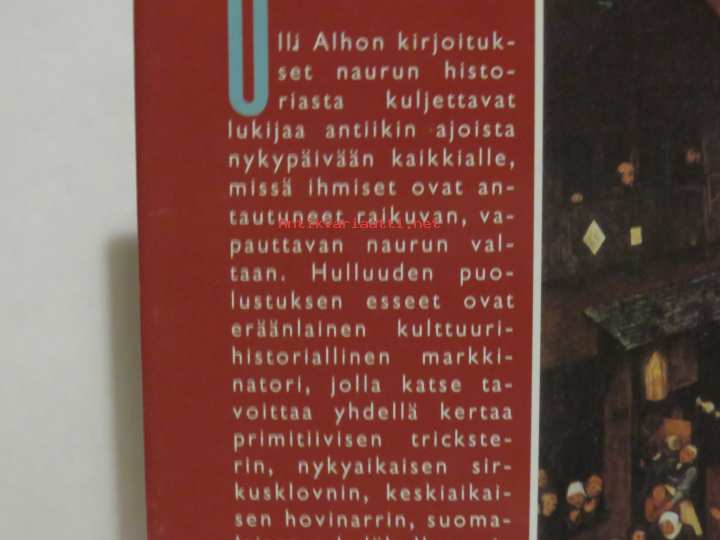 Olli Alhon kirjoituk-
set naurun histo-
riasta kuljettavat
lukijaa antiikin ajoista
nykypäivään kaikkialle,
missä ihmiset ovat an-
tautuneet raikuvan, va-
Antikvariaatti.net
pauttavan naurun val-
taan. Hulluuden puo-
lustuksen esseet ovat
eräänlainen kulttuuri-
historiallinen markki-
natori, jolla katse ta-
voittaa yhdellä kertaa
primitiivisen trickste-
rin, nykyaikaisen sir-
kusklovnin, keskiaikai-
sen hovinarrin, suoma-